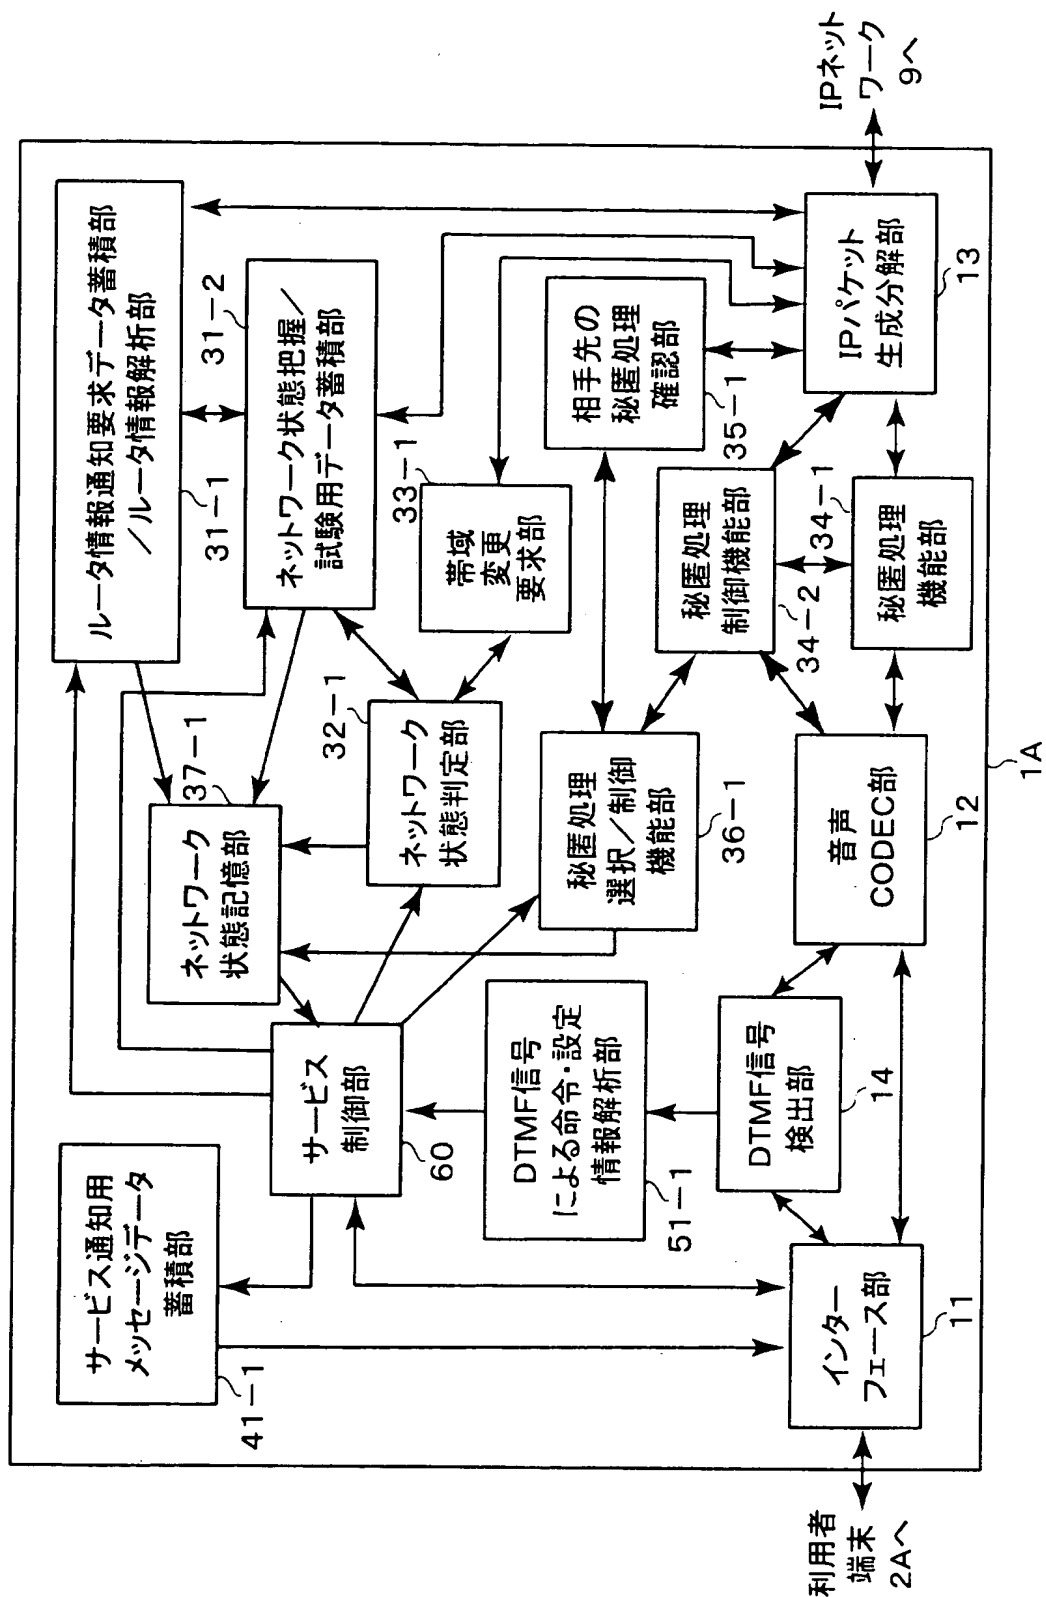 サービス通知用
メッセージデータ
蓄積部
41-1
ルータ情報通知要求データ蓄積部
／ルータ情報解析部
31-1
ネットワーク
状態記憶部
37-1
ネットワーク状態把握／
試験用データ蓄積部
31-2
サービス
制御部
60
ネットワーク
状態判定部
32-1
帯域
変更
要求部
33-1
DTMF信号
による命令・設定
情報解析部
51-1
秘匿処理
選択／制御
機能部
36-1
相手先の
秘匿処理
確認部
35-1
秘匿処理
制御機能部
34-2
DTMF信号
検出部
14
インター
フェース部
11
音声
CODEC部
12
秘匿処理
機能部
34-1
IPパケット
生成分解部
13
利用者
端末
2Aへ
IPネット
ワーク
9へ
1A